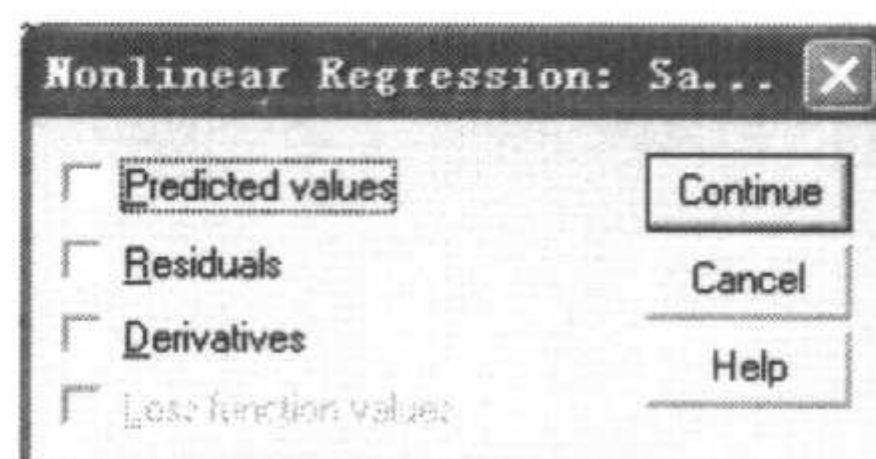 Nonlinear Regression: Sa...
Predicted values
Continue
Residuals
Cancel
Derivatives
Help
Loss function values